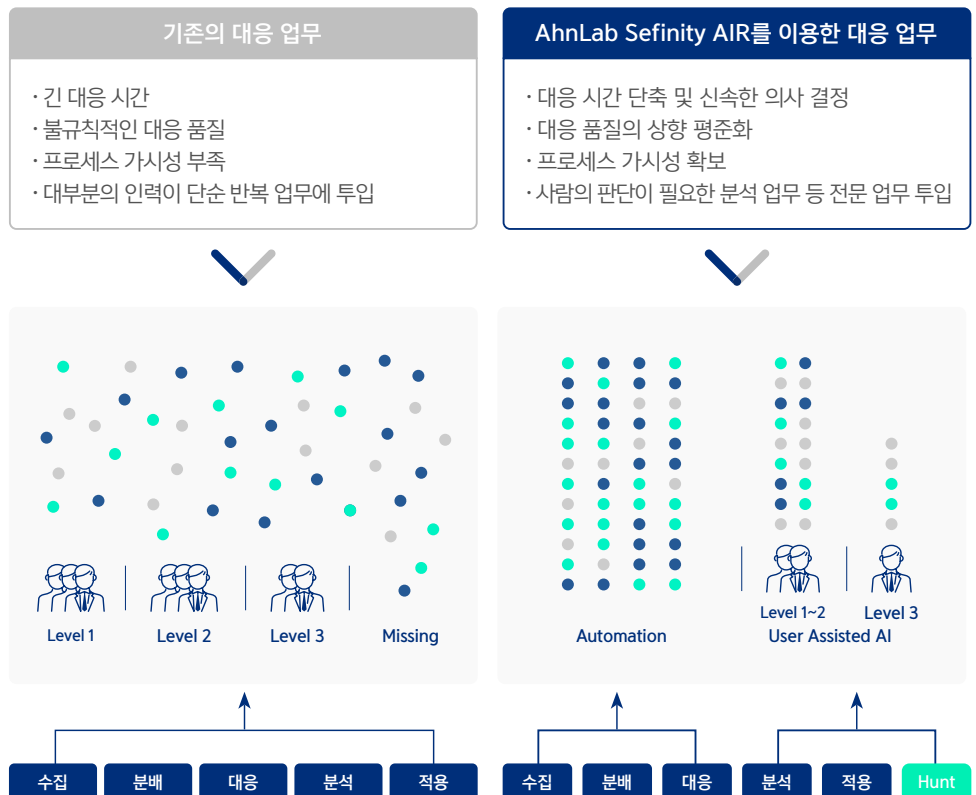 기존의 대응 업무
· 긴 대응 시간
· 불규칙적인 대응 품질
· 프로세스 가시성 부족
· 대부분의 인력이 단순 반복 업무에 투입
AhnLab Sefinity AIR를 이용한 대응 업무
· 대응 시간 단축 및 신속한 의사 결정
· 대응 품질의 상향 평준화
· 프로세스 가시성 확보
· 사람의 판단이 필요한 분석 업무 등 전문 업무 투입
Level 1
Level 2
Level 3
Missing
Automation
Level 1~2
Level 3
User Assisted AI
수집
분배
대응
분석
적용
수집
분배
대응
분석
적용
Hunt